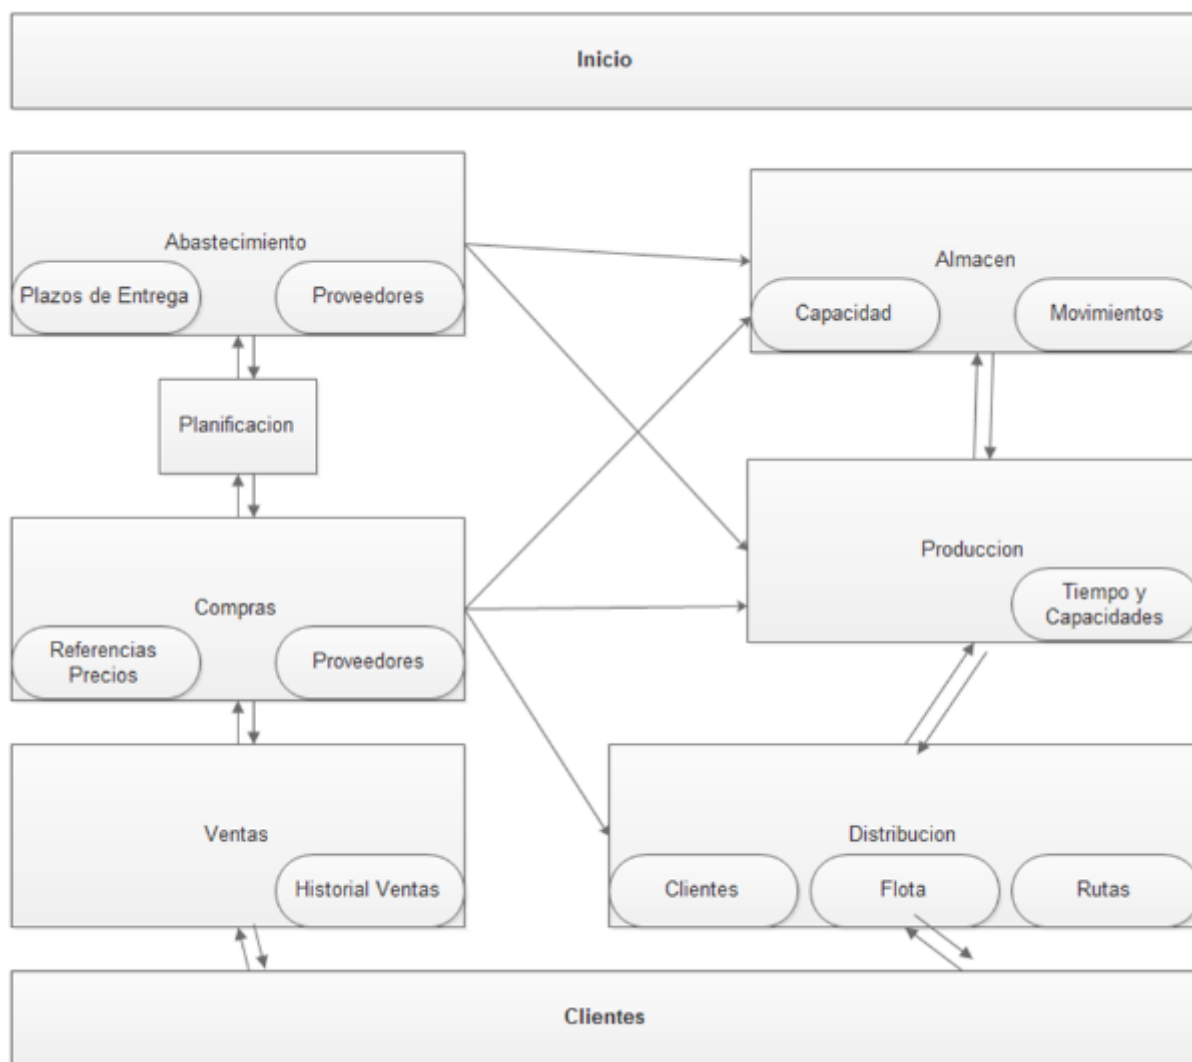 Inicio
Abastecimiento
Plazos de Entrega
Proveedores
Almacen
Capacidad
Movimientos
Planificacion
Produccion
Tiempo y
Capacidades
Compras
Referencias
Precios
Proveedores
Ventas
Historial Ventas
Distribucion
Clientes
Flota
Rutas
Clientes